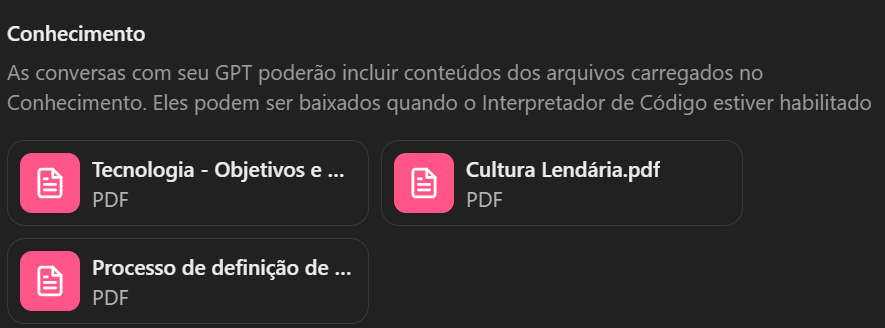 Conhecimento
As conversas com seu GPT poderão incluir conteúdos dos arquivos carregados no
Conhecimento. Eles podem ser baixados quando o Interpretador de Código estiver habilitado
Tecnologia - Objetivos e ...
PDF
Cultura Lendária.pdf
PDF
Processo de definição de ...
PDF